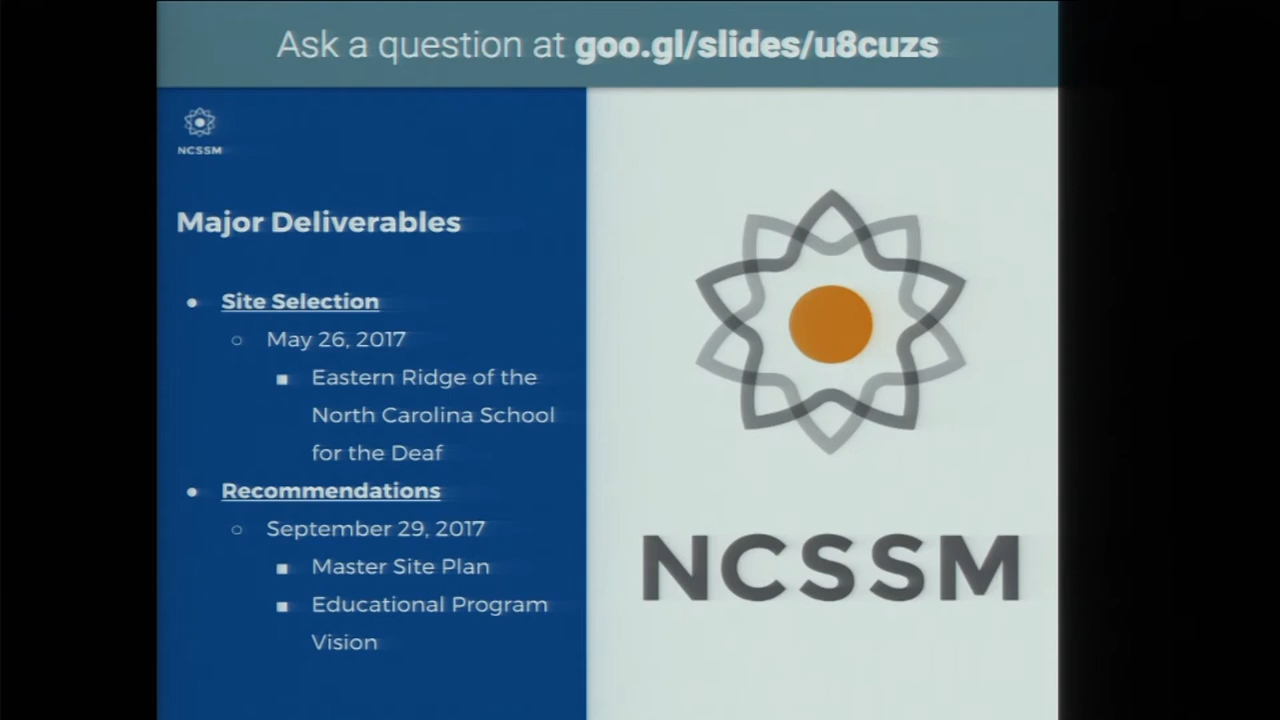 Ask a question at goo.gl/slides/u8cuzs
NCSSM
Major Deliverables
● Site Selection
○ May 26, 2017
■ Eastern Ridge of the
North Carolina School
for the Deaf
● Recommendations
○ September 29, 2017
■ Master Site Plan
■ Educational Program
Vision
NCSSM